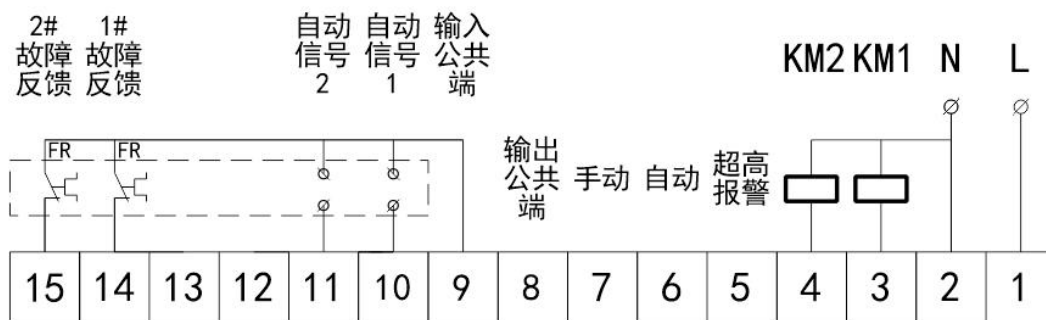 2#
故障
反馈
1#
故障
反馈
自动
信号
2
自动
信号
1
输入
公共
端
KM2 KM1 N L
FR FR
输出
公共
端
手动
自动
超高
报警
15 14 13 12 11 10 9 8 7 6 5 4 3 2 1